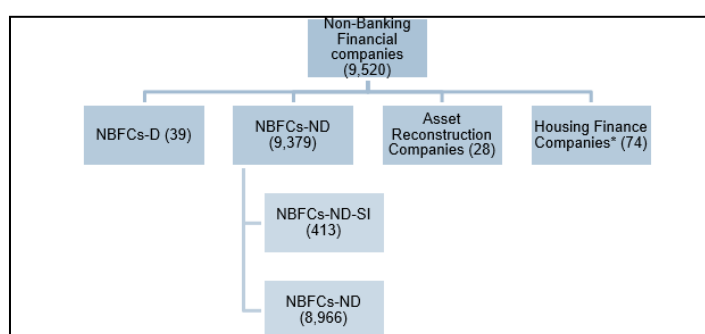 Non-Banking
Financial
companies
(9,520)
NBFCs-D (39)
NBFCs-ND
(9,379)
Asset
Reconstruction
Companies (28)
Housing Finance
Companies* (74)
NBFCs-ND-SI
(413)
NBFCs-ND
(8,966)